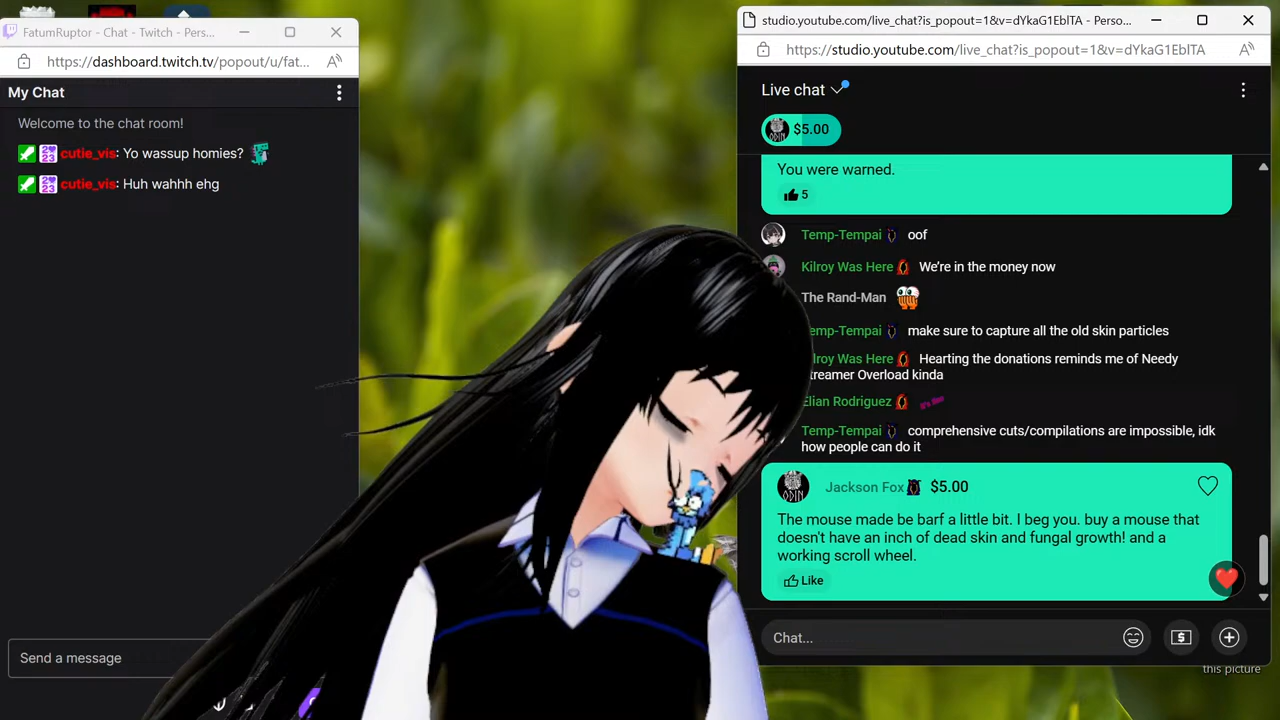 FatumRuptor - Chat - Twitch - Pers...
https://dashboard.twitch.tv/popout/u/fat...
My Chat
Welcome to the chat room!
cutie_vis: Yo wassup homies?
cutie_vis: Huh wahhh ehg
Send a message
studio.youtube.com/live_chat?is_popout=1&v=dYkaG1EblTA - Perso...
https://studio.youtube.com/live_chat?is_popout=1&v=dYkaG1EblTA
Live chat
$5.00
You were warned.
5
Temp-Tempai oof
Kilroy Was Here We're in the money now
The Rand-Man
emp-Tempai make sure to capture all the old skin particles
ilroy Was Here Hearting the donations reminds me of Needy
treamer Overload kinda
Elian Rodriguez
Temp-Tempai comprehensive cuts/compilations are impossible, idk
how people can do it
Jackson Fox $5.00
The mouse made be barf a little bit. I beg you. buy a mouse that
doesn't have an inch of dead skin and fungal growth! and a
working scroll wheel.
Like
Chat...
this picture